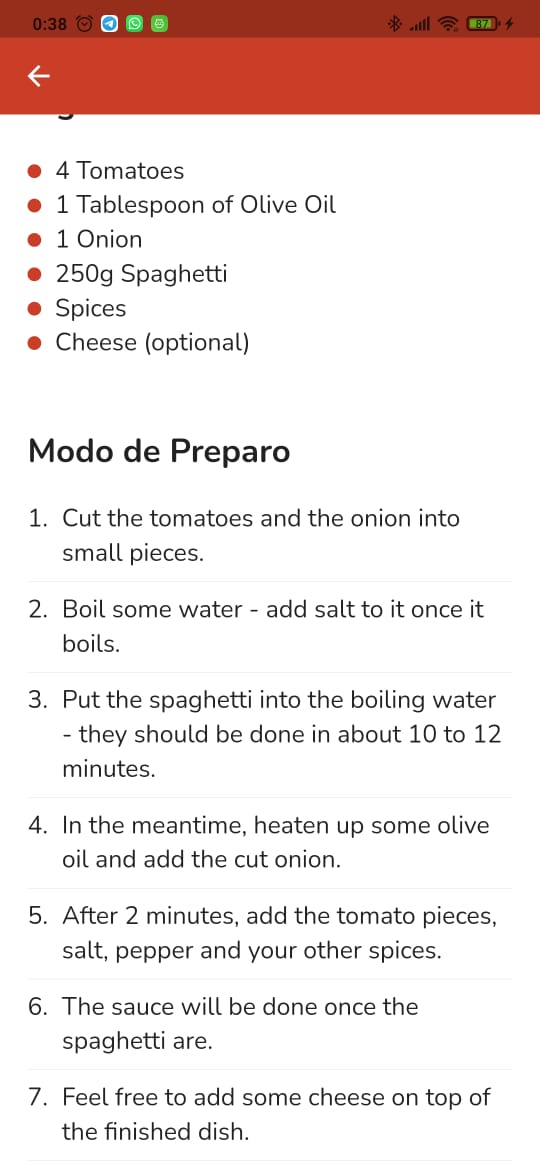 0:38
87
4 Tomatoes
1 Tablespoon of Olive Oil
1 Onion
250g Spaghetti
Spices
Cheese (optional)
Modo de Preparo
1. Cut the tomatoes and the onion into
small pieces.
2. Boil some water - add salt to it once it
boils.
3. Put the spaghetti into the boiling water
- they should be done in about 10 to 12
minutes.
4. In the meantime, heaten up some olive
oil and add the cut onion.
5. After 2 minutes, add the tomato pieces,
salt, pepper and your other spices.
6. The sauce will be done once the
spaghetti are.
7. Feel free to add some cheese on top of
the finished dish.